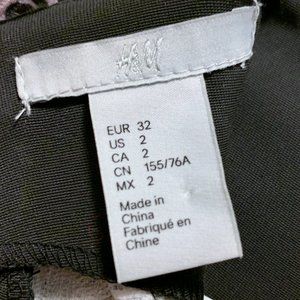 H&M
EUR 32
US 2
CA 2
CN 155/76A
MX 2
Made in
China
Fabriqué en
Chine